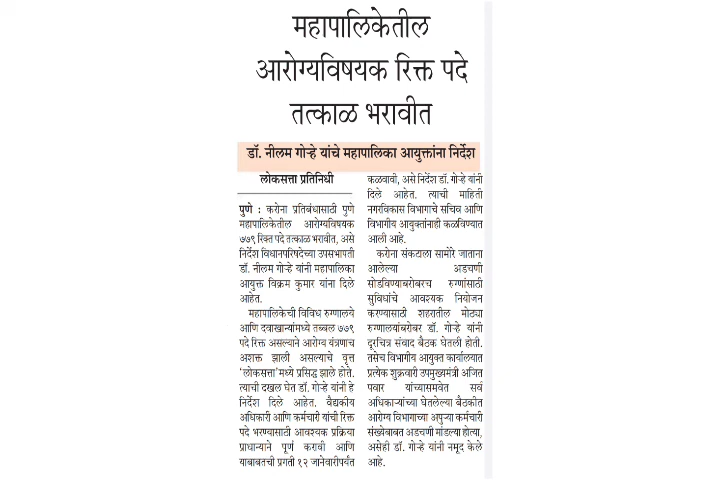 महापालिकेतील
आरोग्यविषयक रिक्त पदे
तत्काळ भरावीत
डॉ. नीलम गोऱ्हे यांचे महापालिका आयुक्तांना निर्देश
लोकसत्ता प्रतिनिधी
पुणे : करोना प्रतिबंधासाठी पुणे
महापालिकेतील आरोग्यविषयक
७७९ रिक्त पदे तत्काळ भरावीत, असे
निर्देश विधानपरिषदेच्या उपसभापती
डॉ. नीलम गोऱ्हे यांनी महापालिका
आयुक्त विक्रम कुमार यांना दिले
आहेत.
महापालिकेची विविध रुग्णालये
आणि दवाखान्यांमध्ये तब्बल ७७९
पदे रिक्त असल्याने आरोग्य यंत्रणाच
अशक्त झाली असल्याचे वृत्त
'लोकसत्ता'मध्ये प्रसिद्ध झाले होते.
त्याची दखल घेत डॉ. गोऱ्हे यांनी हे
निर्देश दिले आहेत. वैद्यकीय
अधिकारी आणि कर्मचारी यांची रिक्त
पदे भरण्यासाठी आवश्यक प्रक्रिया
प्राधान्याने पूर्ण करावी आणि
याबाबतची प्रगती १२ जानेवारीपर्यंत
कळवावी, असे निर्देश डॉ. गोऱ्हे यांनी
दिले आहेत. त्याची माहिती
नगरविकास विभागाचे सचिव आणि
विभागीय आयुक्तांनाही कळविण्यात
आली आहे.
करोना संकटाला सामोरे जाताना
आलेल्या अडचणी
सोडविण्याबरोबरच रुग्णांसाठी
सुविधांचे आवश्यक नियोजन
करण्यासाठी शहरातील मोठ्या
रुग्णालयांबरोबर डॉ. गोऱ्हे यांनी
दूरचित्र संवाद बैठक घेतली होती.
तसेच विभागीय आयुक्त कार्यालयात
प्रत्येक शुक्रवारी उपमुख्यमंत्री अजित
पवार यांच्यासमवेत सर्व
अधिकाऱ्यांच्या घेतलेल्या बैठकीत
आरोग्य विभागाच्या अपुऱ्या कर्मचारी
संख्येबाबत अडचणी मांडल्या होत्या,
असेही डॉ. गोऱ्हे यांनी नमूद केले
आहे.